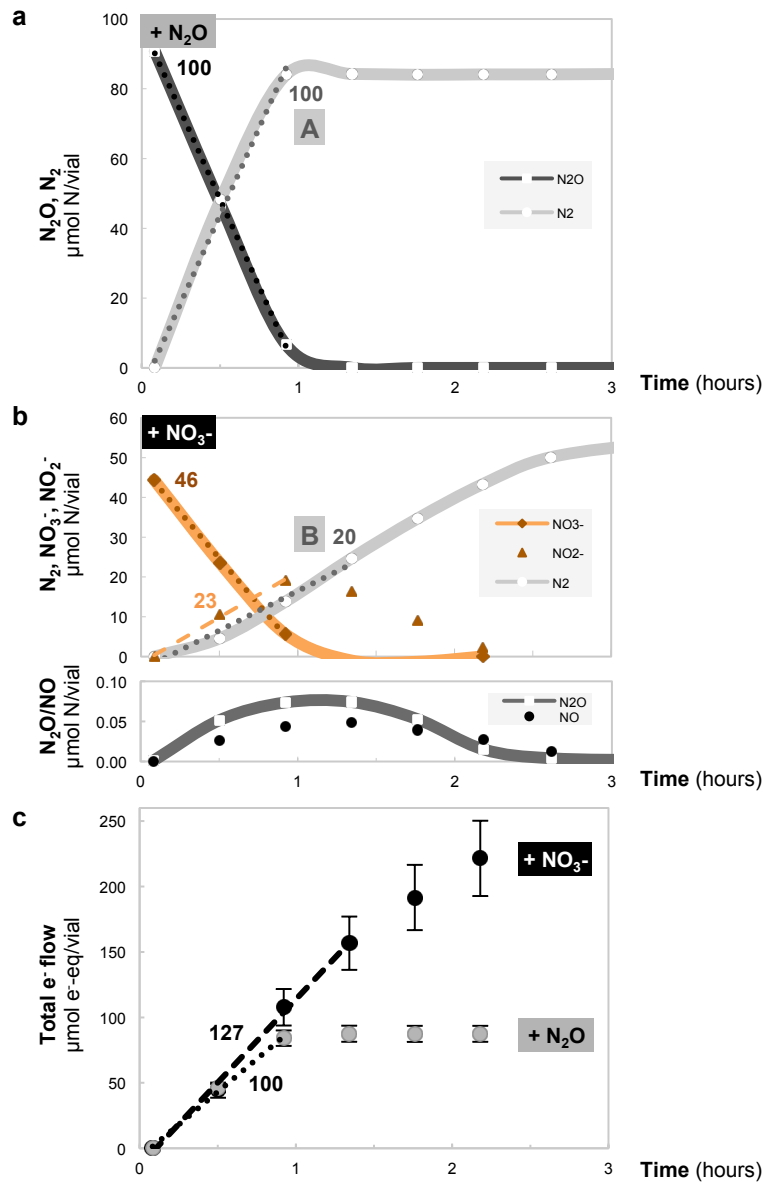 a
+ N₂O
100
100
A
N₂O, N₂
µmol N/vial
100
80
60
40
20
0
N2O
N2
0
1
2
3
Time (hours)
b
+ NO₃-
46
B
20
23
N₂, NO₃⁻, NO₂⁻
µmol N/vial
60
50
40
30
20
10
0
NO3-
NO2-
N2
N₂O/NO
µmol N/vial
0.10
0.05
0.00
N2O
NO
0
1
2
3
Time (hours)
c
Total e⁻ flow
µmol e⁻-eq/vial
250
200
150
100
50
0
+ NO₃-
+ N₂O
127
100
0
1
2
3
Time (hours)